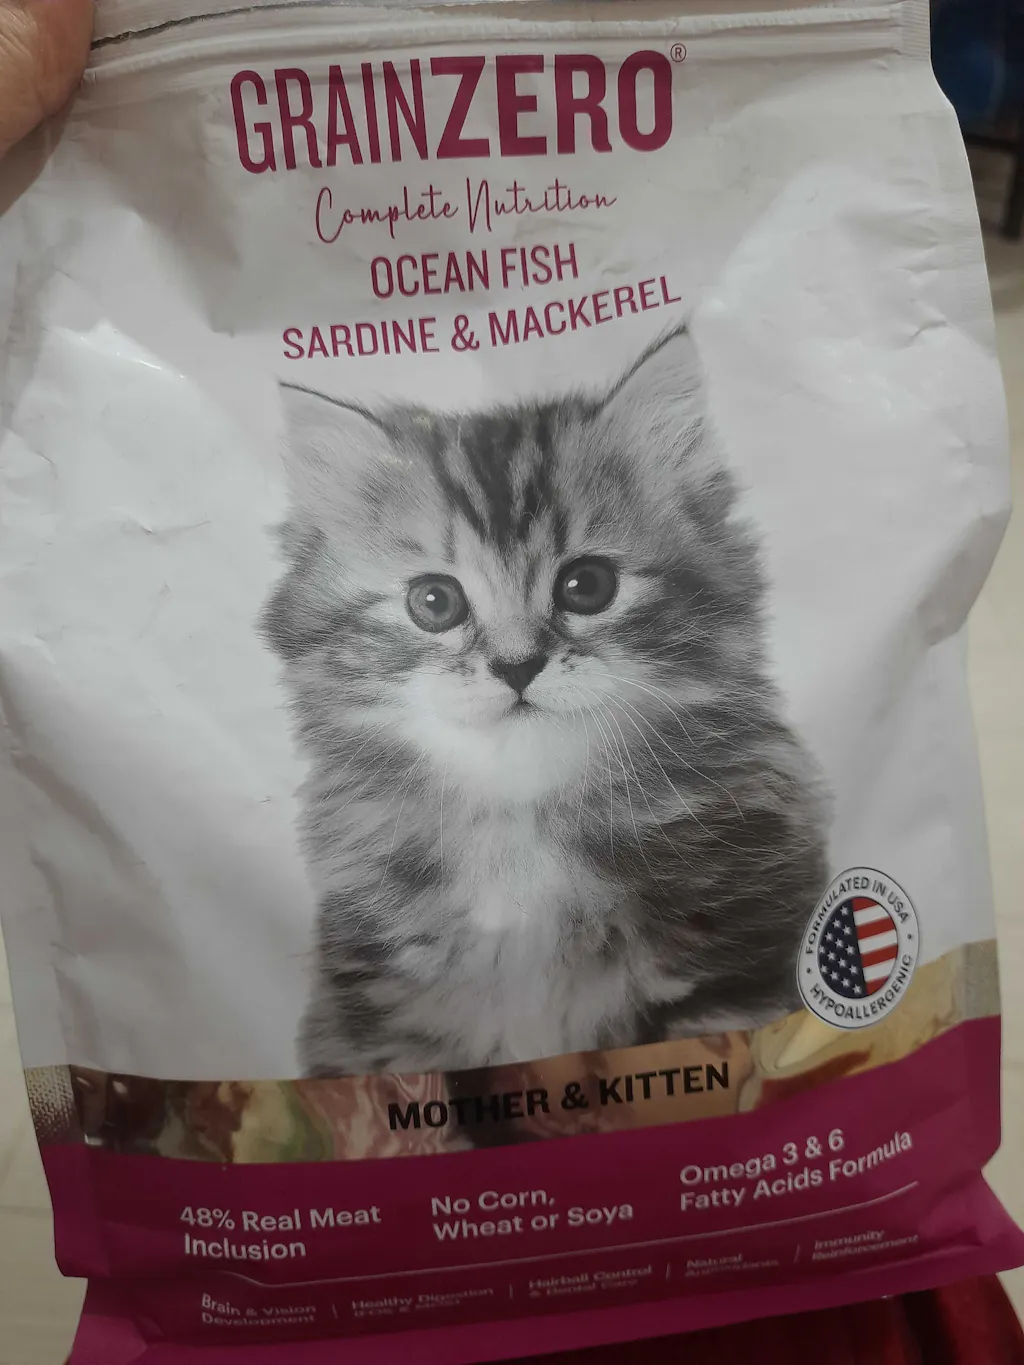 GRAINZERO®
Complete Nutrition
OCEAN FISH
SARDINE & MACKEREL
FORMULATED IN USA
HYPOALLERGENIC
MOTHER & KITTEN
48% Real Meat
Inclusion
No Corn,
Wheat or Soya
Omega 3 & 6
Fatty Acids Formula
Brain & Vision
Development
Healthy Digestion
Hairball Control
& Dental Care
Natural
Antioxidants
Immunity
Reinforcement